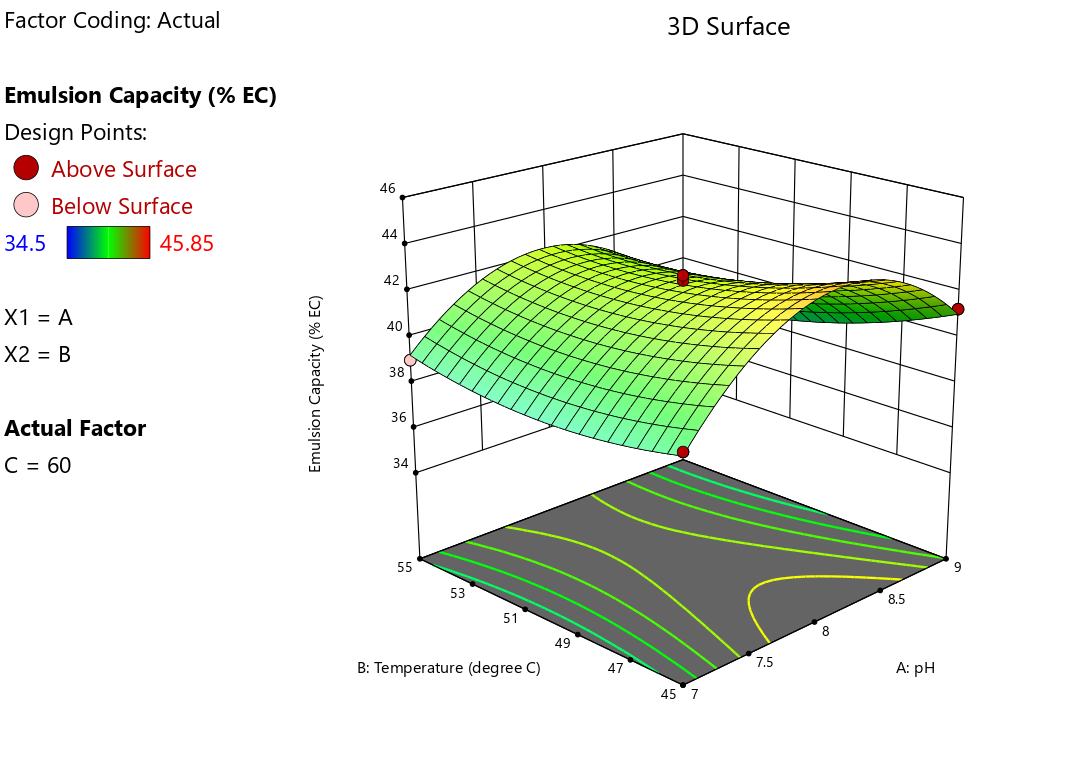 Factor Coding: Actual
3D Surface
Emulsion Capacity (% EC)
Design Points:
Above Surface
Below Surface
34.5 45.85
X1 = A
X2 = B
Actual Factor
C = 60
Emulsion Capacity (% EC)
46
44
42
40
38
36
34
55
53
51
49
47
45
B: Temperature (degree C)
7
7.5
8
8.5
9
A: pH